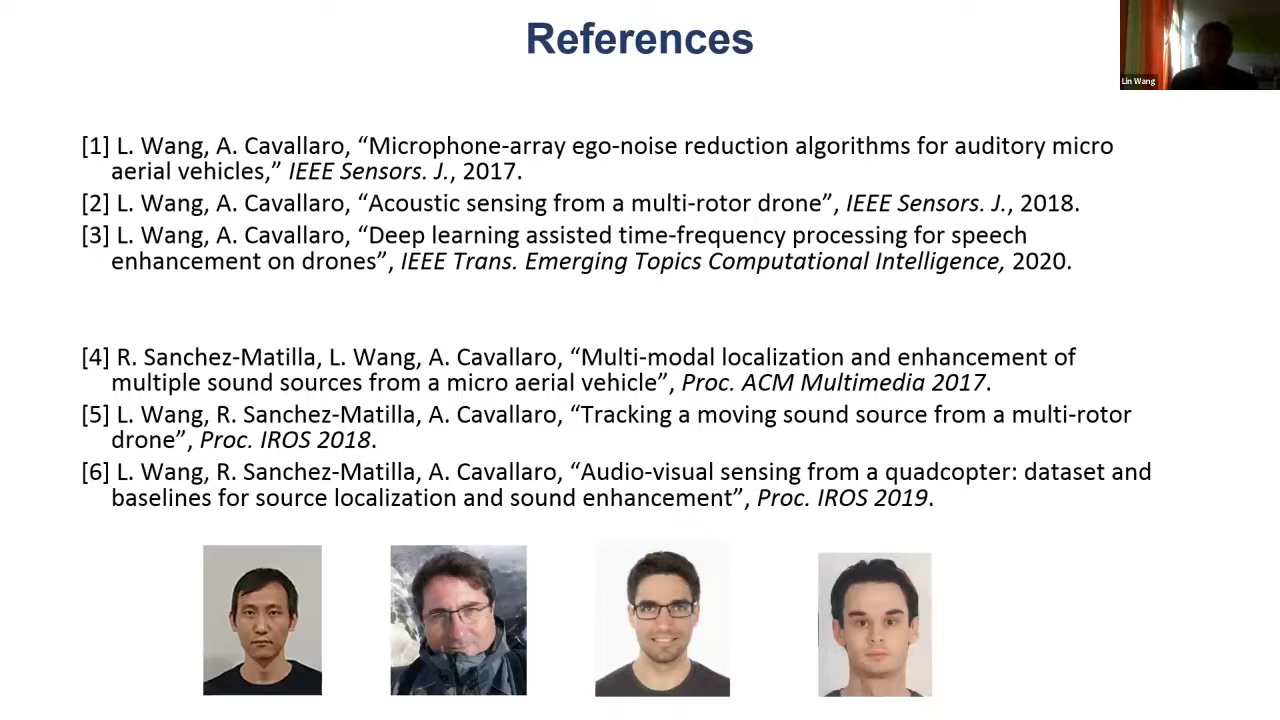 References
Lin Wang
[1] L. Wang, A. Cavallaro, “Microphone-array ego-noise reduction algorithms for auditory micro
aerial vehicles,” IEEE Sensors. J., 2017.
[2] L. Wang, A. Cavallaro, “Acoustic sensing from a multi-rotor drone”, IEEE Sensors. J., 2018.
[3] L. Wang, A. Cavallaro, “Deep learning assisted time-frequency processing for speech
enhancement on drones”, IEEE Trans. Emerging Topics Computational Intelligence, 2020.
[4] R. Sanchez-Matilla, L. Wang, A. Cavallaro, “Multi-modal localization and enhancement of
multiple sound sources from a micro aerial vehicle”, Proc. ACM Multimedia 2017.
[5] L. Wang, R. Sanchez-Matilla, A. Cavallaro, “Tracking a moving sound source from a multi-rotor
drone”, Proc. IROS 2018.
[6] L. Wang, R. Sanchez-Matilla, A. Cavallaro, “Audio-visual sensing from a quadcopter: dataset and
baselines for source localization and sound enhancement”, Proc. IROS 2019.